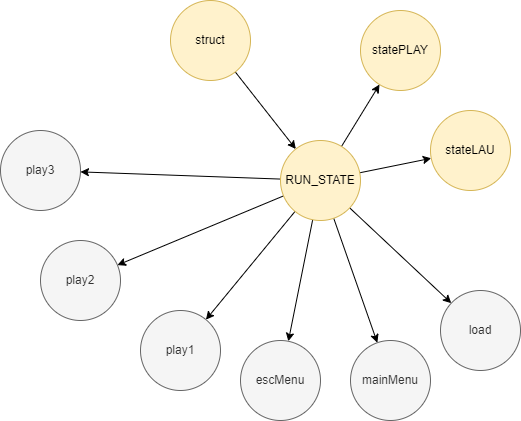 struct
statePLAY
stateLAU
play3
RUN_STATE
play2
play1
load
escMenu
mainMenu